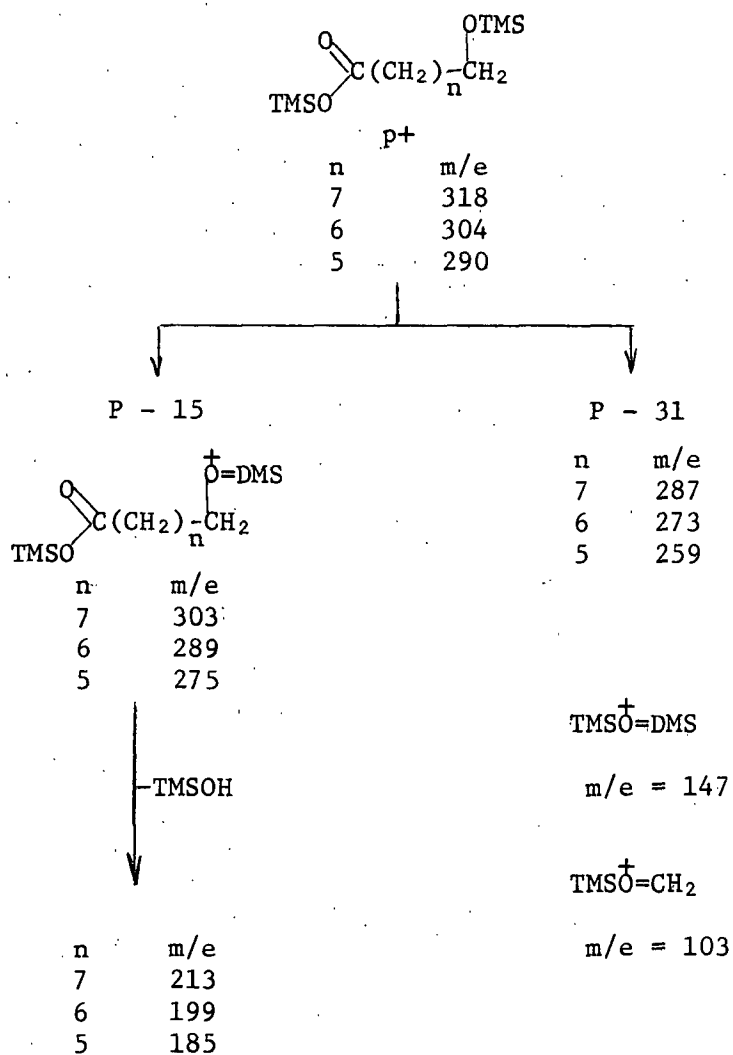 OTMS
O
C(CH2)n-CH2
TMSO
p+
n m/e
7 318
6 304
5 290
P - 15
P - 31
+
O=DMS
O
C(CH2)n-CH2
TMSO
n m/e
7 303
6 289
5 275
n m/e
7 287
6 273
5 259
-TMSOH
+
TMSO=DMS
m/e = 147
+
TMSO=CH2
m/e = 103
n m/e
7 213
6 199
5 185